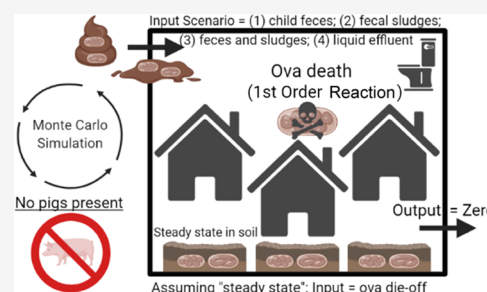 Input Scenario = (1) child feces; (2) fecal sludges;
(3) feces and sludges; (4) liquid effluent
Ova death
(1st Order Reaction)
Monte Carlo
Simulation
No pigs present
Output = Zero
Steady state in soil
Assuming "steady state": Input = ova die-off